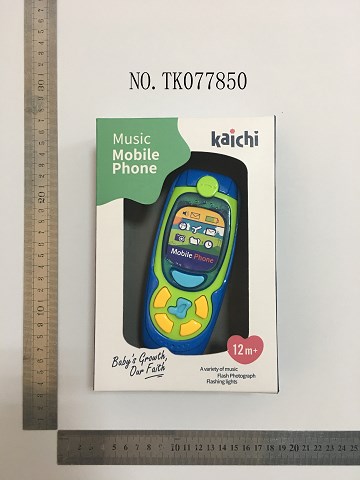 NO. TK077850
Music
Mobile
Phone
kaichi
Mobile Phone
Baby's Growth,
Our Faith
12m+
A variety of music
Flash Photograph
Flashing lights